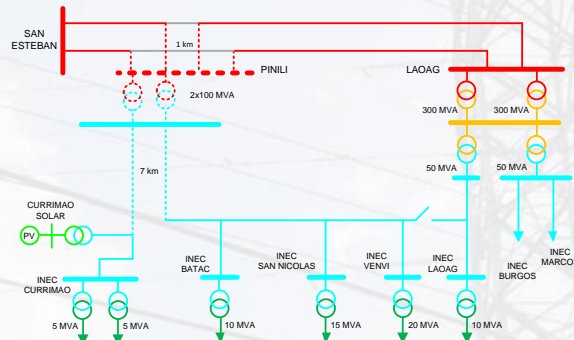 SAN
ESTEBAN
1 km
PINILI
LAOAG
2x100 MVA
300 MVA
300 MVA
7 km
50 MVA
50 MVA
CURRIMAO
SOLAR
PV
INEC
CURRIMAO
INEC
BATAC
INEC
SAN NICOLAS
INEC
VENVI
INEC
LAOAG
INEC
BURGOS
INEC
MARCOS
5 MVA
5 MVA
10 MVA
15 MVA
20 MVA
10 MVA